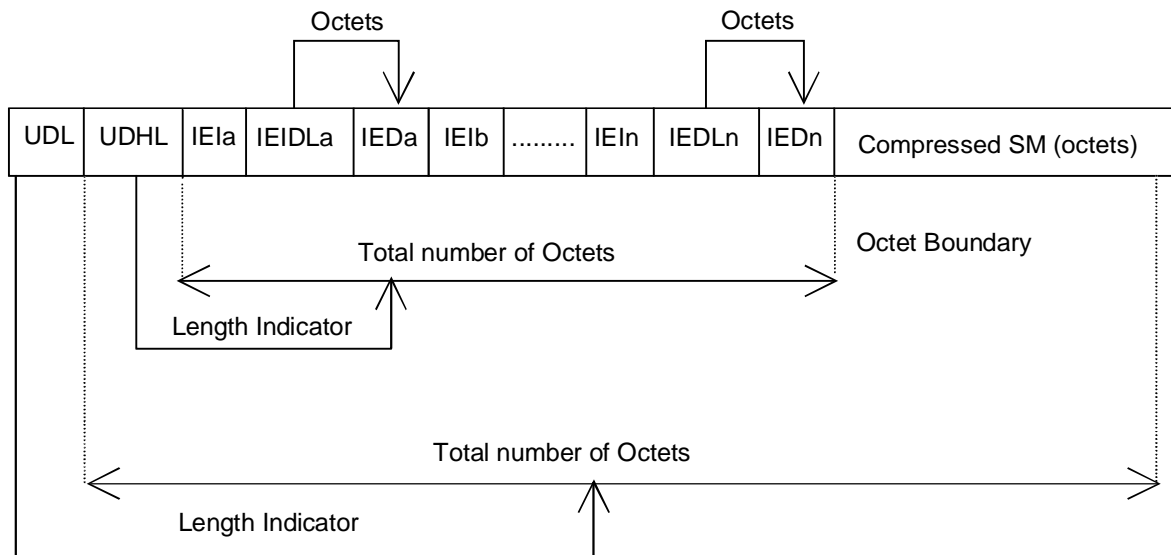 Octets Octets
UDL UDHL IEIa IEIDLa IEDa IEIb ......... IEIn IEDLn IEDn Compressed SM (octets)
Total number of Octets Octet Boundary
Length Indicator
Total number of Octets
Length Indicator